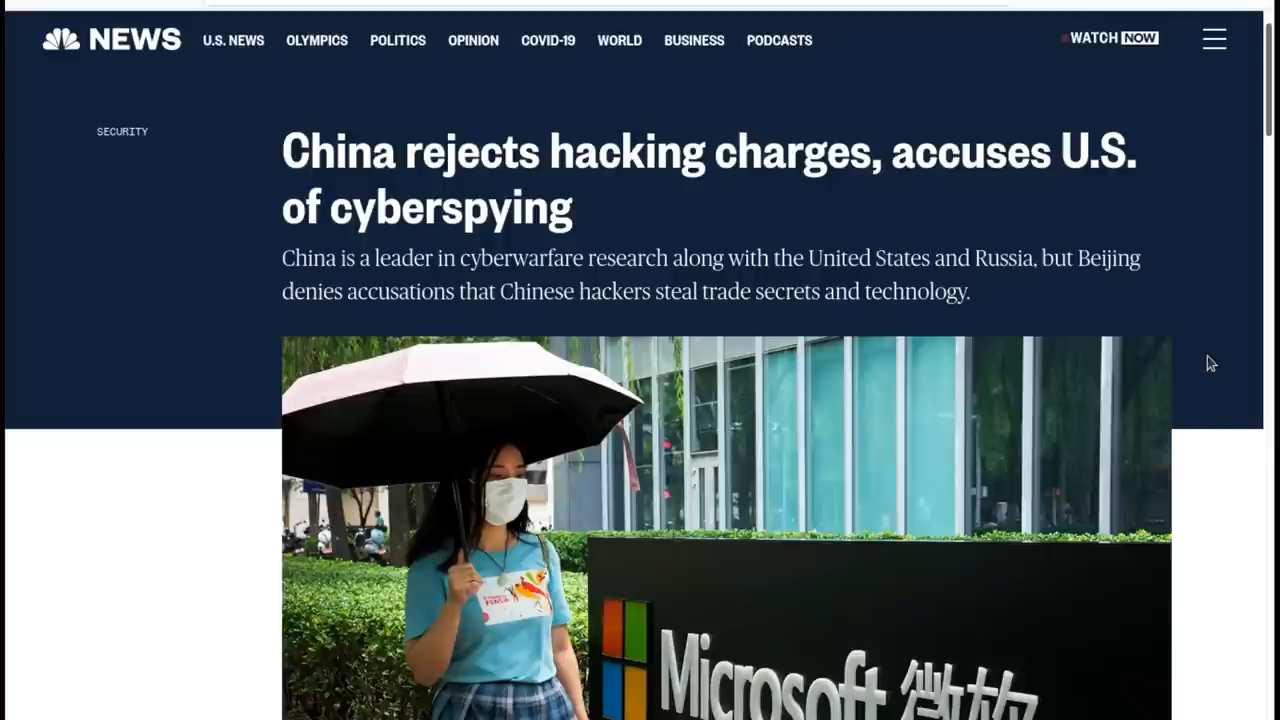 NEWS U.S. NEWS OLYMPICS POLITICS OPINION COVID-19 WORLD BUSINESS PODCASTS WATCH NOW
SECURITY
China rejects hacking charges, accuses U.S.
of cyberspying
China is a leader in cyberwarfare research along with the United States and Russia, but Beijing
denies accusations that Chinese hackers steal trade secrets and technology.
Microsoft 微软